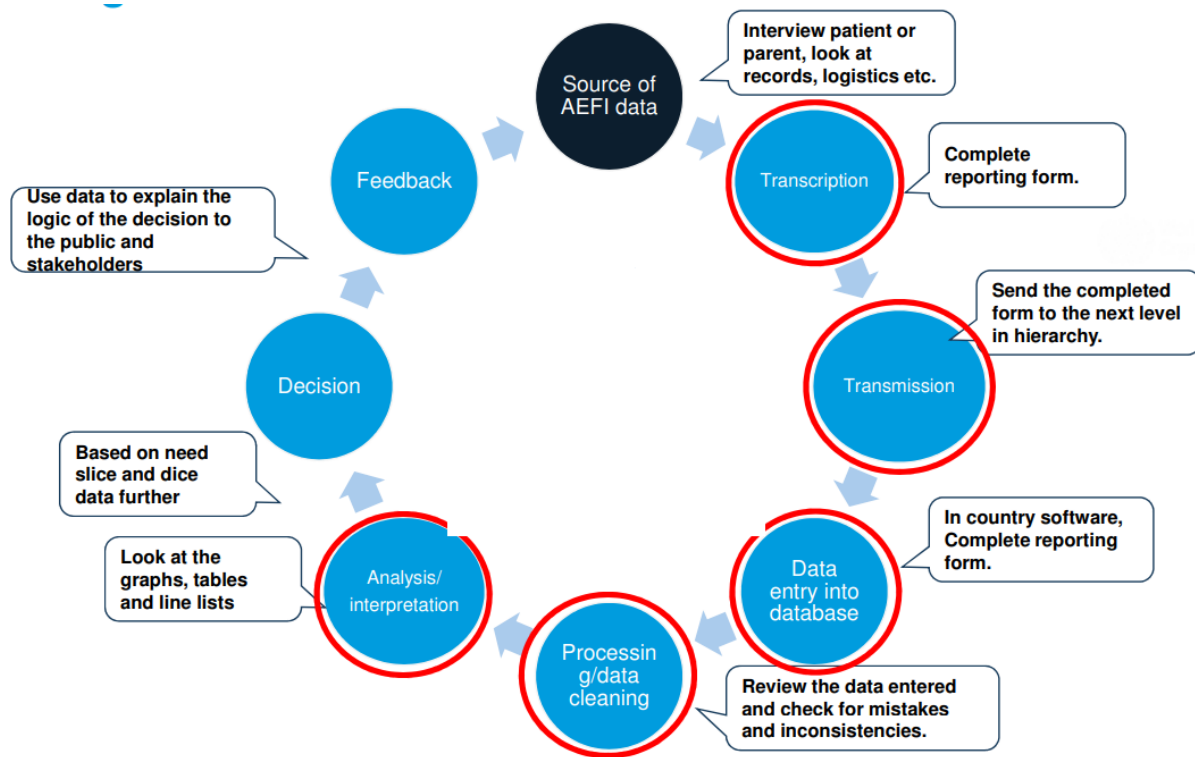 Source of
AEFI data
Interview patient or
parent, look at
records, logistics etc.
Transcription
Complete
reporting form.
Transmission
Send the completed
form to the next level
in hierarchy.
Data
entry into
database
In country software,
Complete reporting
form.
Processin
g/data
cleaning
Review the data entered
and check for mistakes
and inconsistencies.
Analysis/
interpretation
Look at the
graphs, tables
and line lists
Decision
Based on need
slice and dice
data further
Feedback
Use data to explain the
logic of the decision to
the public and
stakeholders